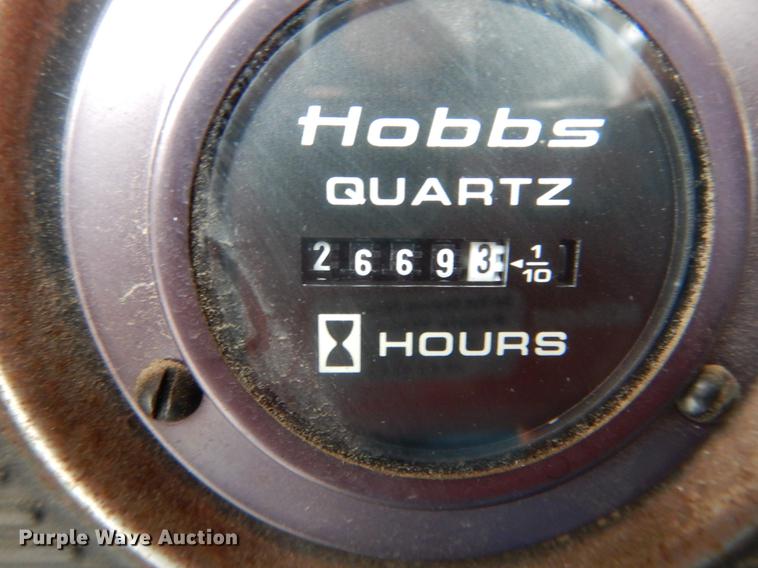 Hobbs
QUARTZ
26693 1/10
HOURS
Purple Wave Auction